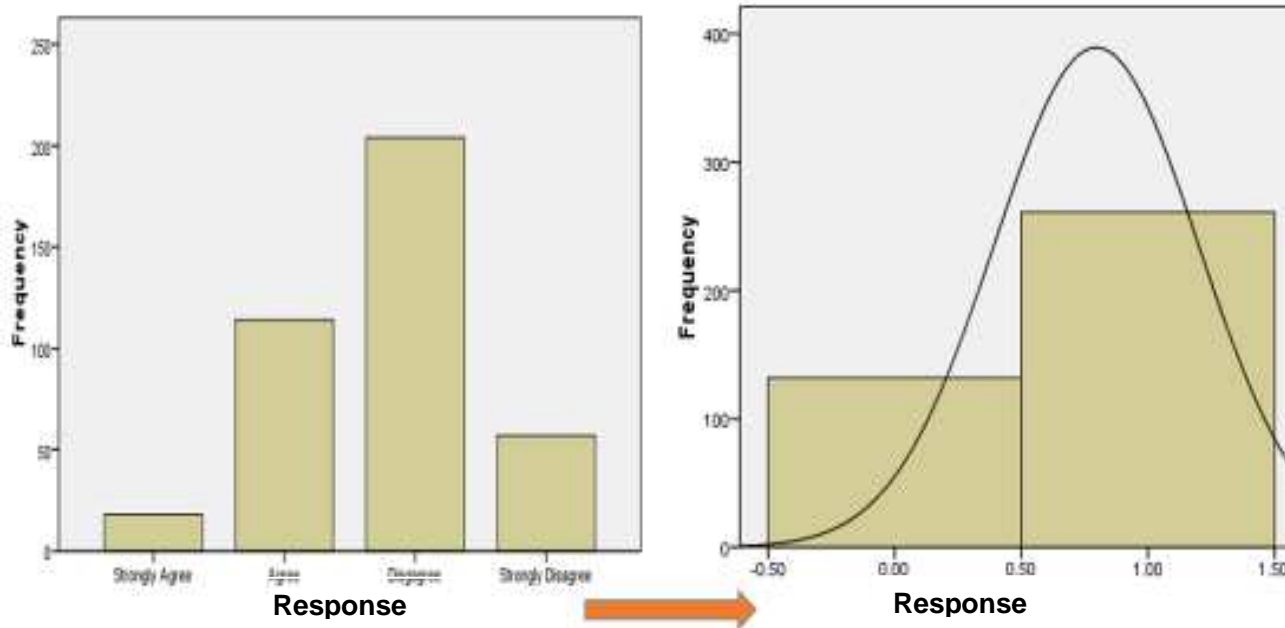 250
200
150
100
50
0
Frequency
Strongly Agree
Agree
Disagree
Strongly Disagree
Response
400
300
200
100
0
Frequency
-0.50
0.00
0.50
1.00
1.50
Response